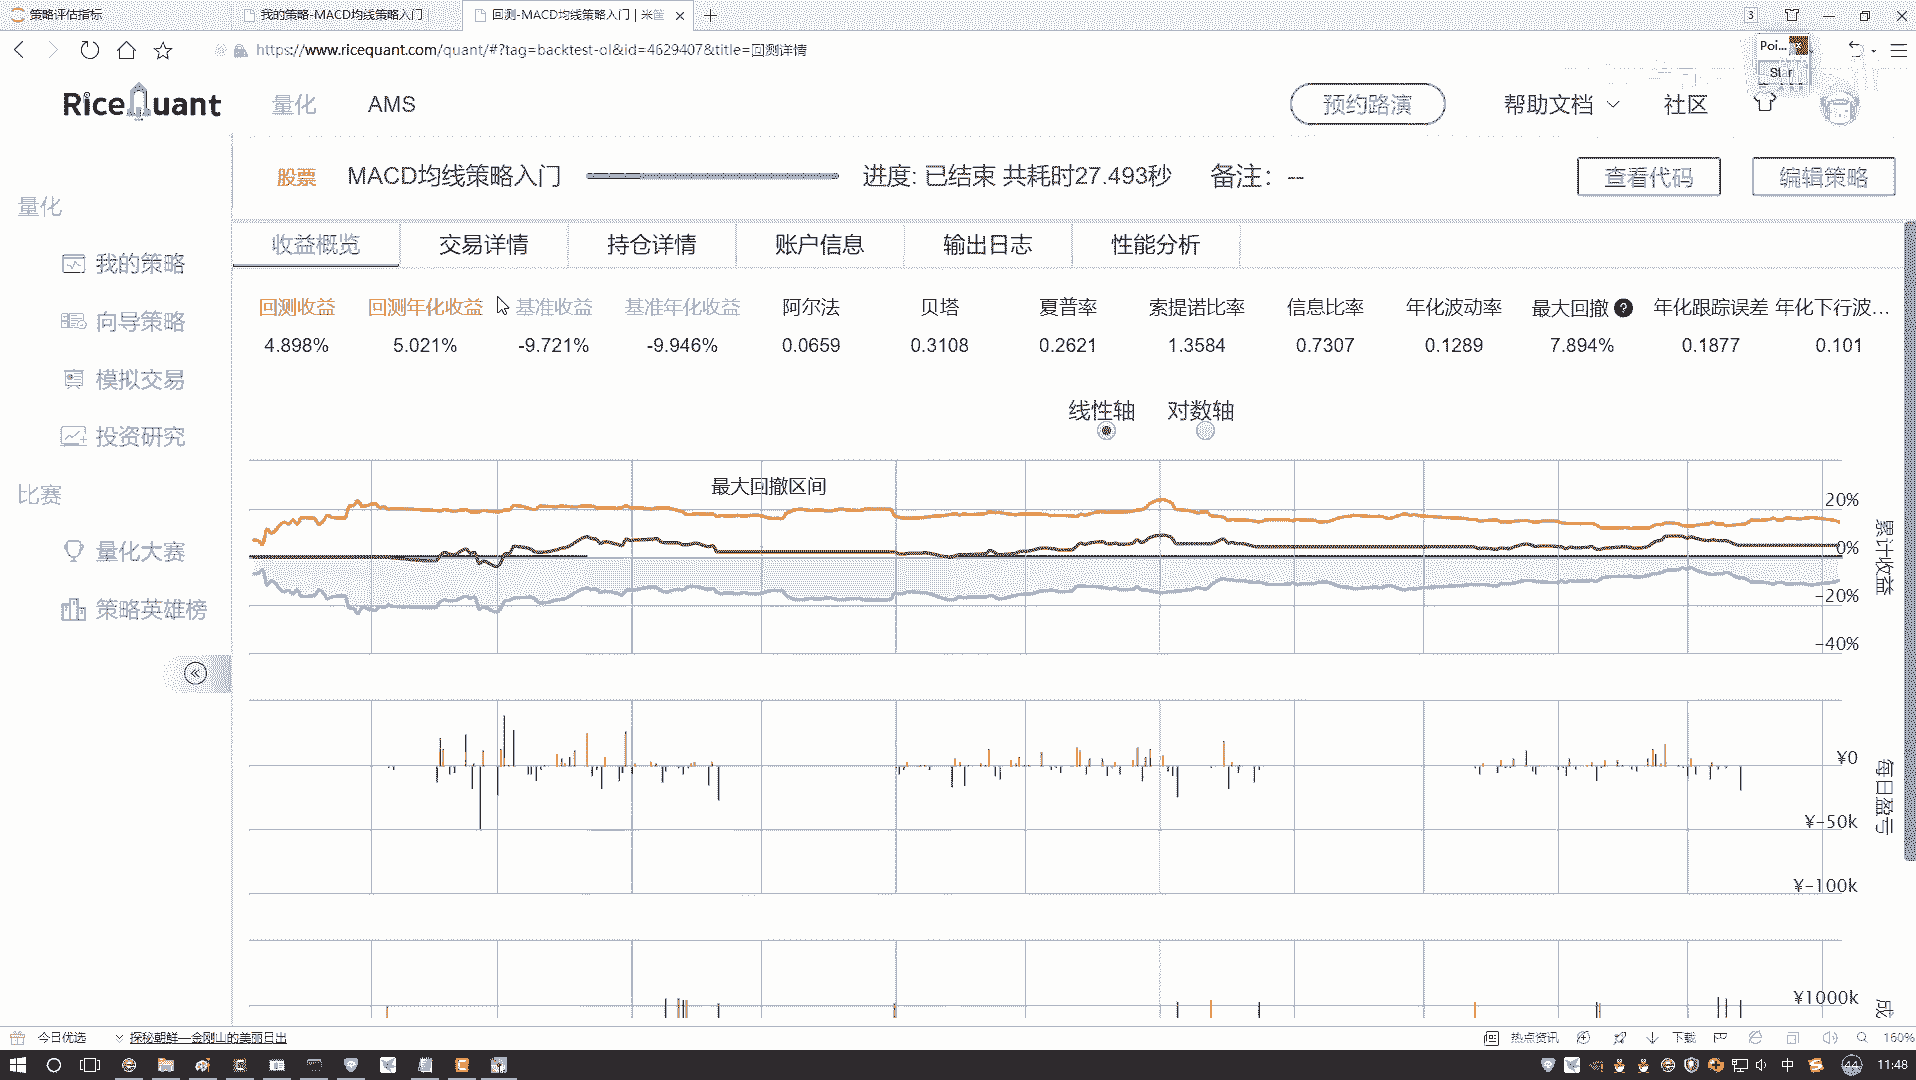 策略评估指标
我的策略-MACD均线策略入门
回测-MACD均线策略入门 | 米筐
3
https://www.ricequant.com/quant/#?tag=backtest-ol&id=4629407&title=回测详情
Poi...
RiceQuant
量化
AMS
预约路演
帮助文档
社区
股票
MACD均线策略入门
进度: 已结束 共耗时27.493秒
备注: --
查看代码
编辑策略
量化
我的策略
向导策略
模拟交易
投资研究
比赛
量化大赛
策略英雄榜
收益概览
交易详情
持仓详情
账户信息
输出日志
性能分析
回测收益 回测年化收益 基准收益 基准年化收益 阿尔法 贝塔 夏普率 索提诺比率 信息比率 年化波动率 最大回撤 ? 年化跟踪误差 年化下行波...
4.898% 5.021% -9.721% -9.946% 0.0659 0.3108 0.2621 1.3584 0.7307 0.1289 7.894% 0.1877 0.101
线性轴 对数轴
最大回撤区间
20%
0%
-20%
-40%
累计收益
¥0
¥-50k
¥-100k
每日盈亏
¥1000k
成
今日优选
探秘朝鲜—金刚山的美丽日出
热点资讯
下载
160%
中
44
11:48